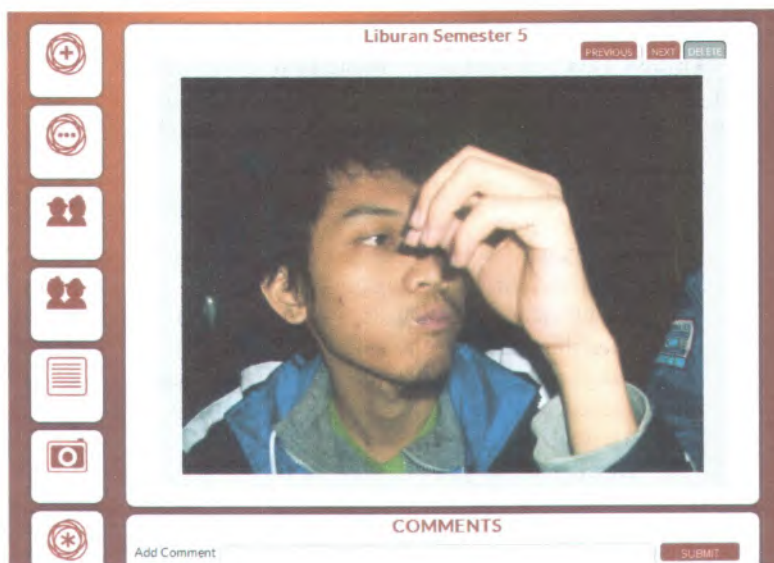 Liburan Semester 5
PREVIOUS NEXT DELETE
COMMENTS
Add Comment SUBMIT